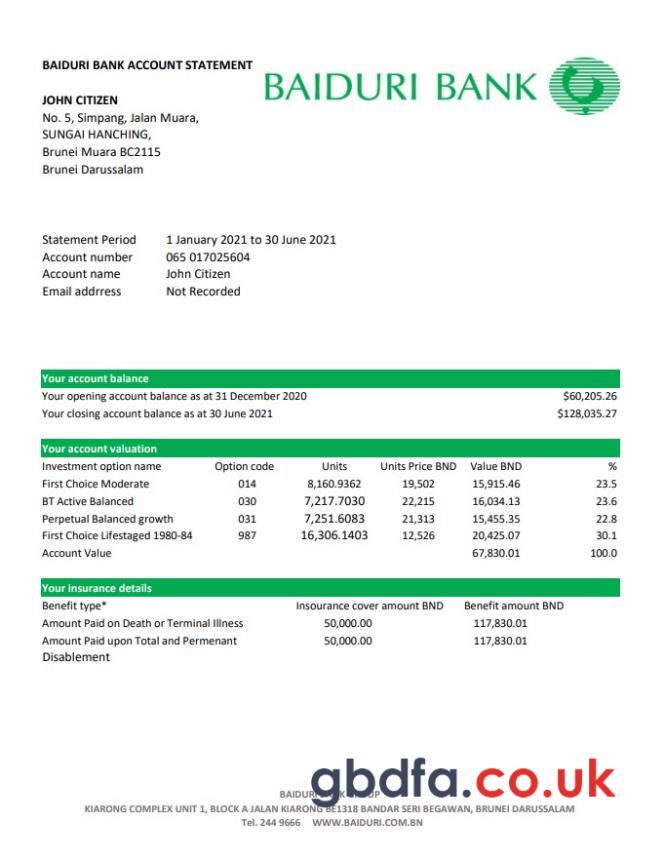 BAIDURI BANK ACCOUNT STATEMENT
BAIDURI BANK
JOHN CITIZEN
No. 5, Simpang, Jalan Muara,
SUNGAI HANCHING,
Brunei Muara BC2115
Brunei Darussalam
Statement Period 1 January 2021 to 30 June 2021
Account number 065 017025604
Account name John Citizen
Email addrress Not Recorded
Your account balance
Your opening account balance as at 31 December 2020 $60,205.26
Your closing account balance as at 30 June 2021 $128,035.27
Your account valuation
Investment option name Option code Units Units Price BND Value BND %
First Choice Moderate 014 8,160.9362 19,502 15,915.46 23.5
BT Active Balanced 030 7,217.7030 22,215 16,034.13 23.6
Perpetual Balanced growth 031 7,251.6083 21,313 15,455.35 22.8
First Choice Lifestaged 1980-84 987 16,306.1403 12,526 20,425.07 30.1
Account Value 67,830.01 100.0
Your insurance details
Benefit type* Insourance cover amount BND Benefit amount BND
Amount Paid on Death or Terminal Illness 50,000.00 117,830.01
Amount Paid upon Total and Permenant 50,000.00 117,830.01
Disablement
gbdfa.co.uk
BAIDURI
KIARONG COMPLEX UNIT 1, BLOCK A JALAN KIARONG BE1318 BANDAR SERI BEGAWAN, BRUNEI DARUSSALAM
Tel. 244 9666 WWW.BAIDURI.COM.BN